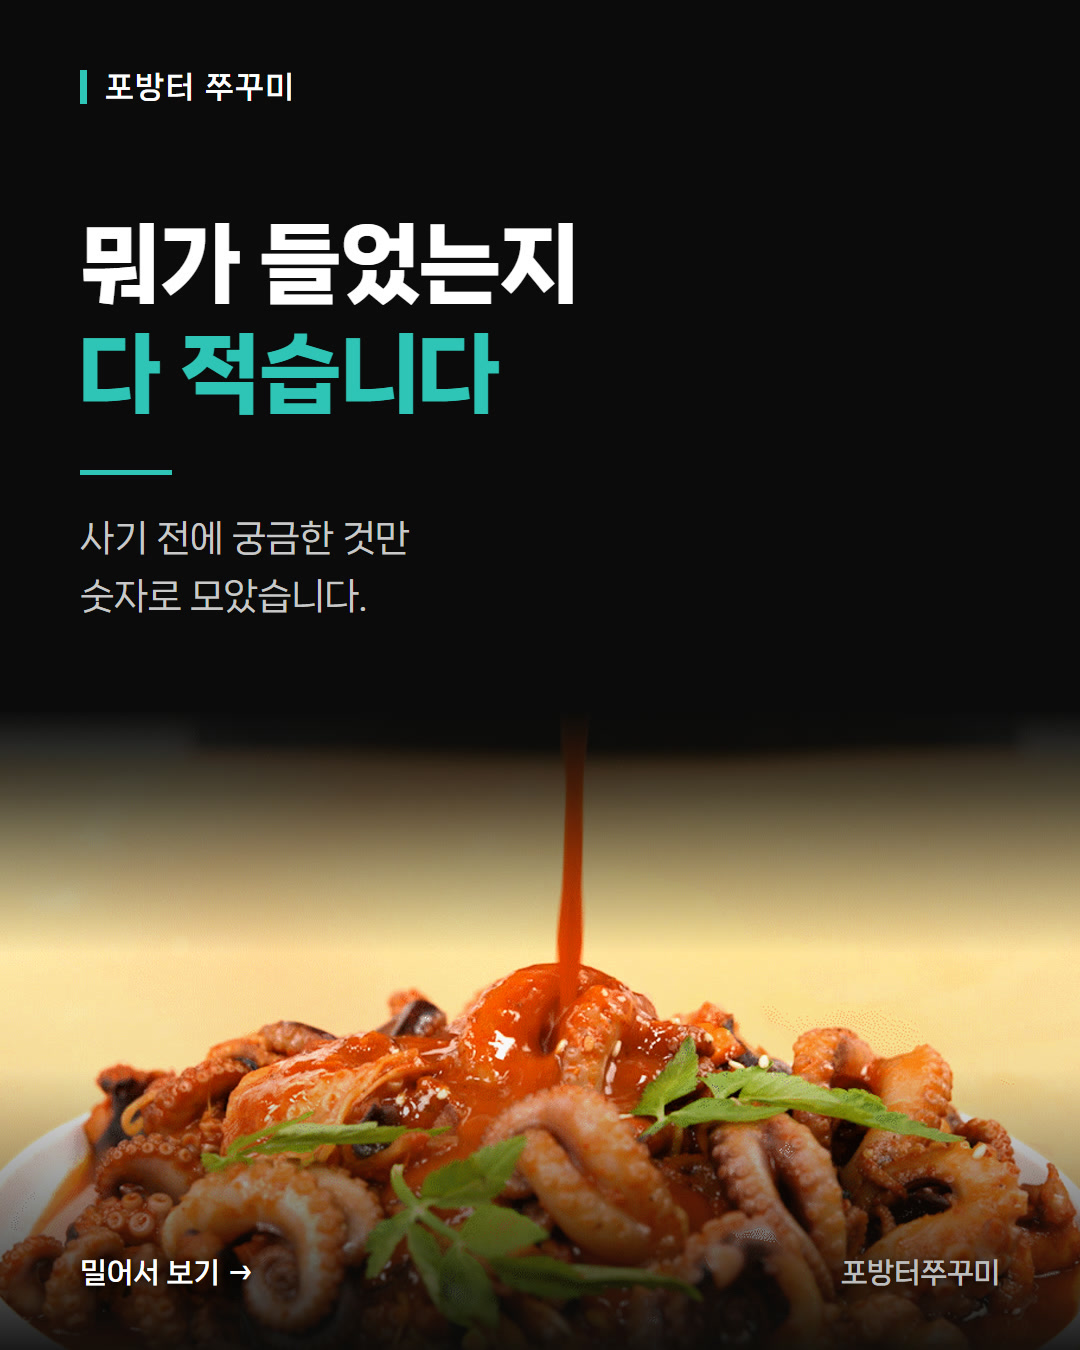 포방터 쭈꾸미
뭐가 들었는지
다 적습니다
사기 전에 궁금한 것만
숫자로 모았습니다.
밀어서 보기 →
포방터쭈꾸미